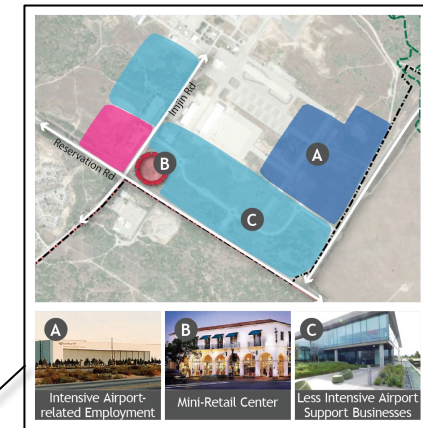 Imjin Rd
Reservation Rd
A
B
C
A
Intensive Airport-
related Employment
B
Mini-Retail Center
C
Less Intensive Airport
Support Businesses